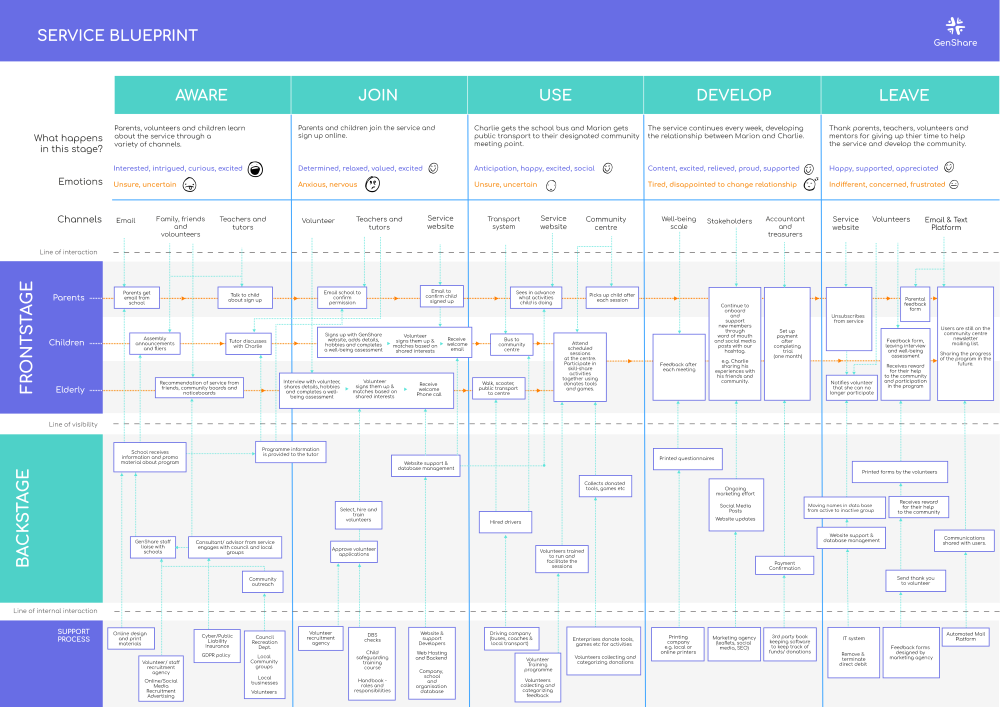 SERVICE BLUEPRINT
GenShare
AWARE
JOIN
USE
DEVELOP
LEAVE
What happens
in this stage?
Parents, volunteers and children learn
about the service through a
variety of channels.
Parents and children join the service and
sign up online.
Charlie gets the school bus and Marion gets
public transport to their designated community
meeting point.
The service continues every week, developing
the relationship between Marion and Charlie.
Thank parents, teachers, volunteers and
mentors for giving up thier time to help
the service and develop the community.
Emotions
Interested, intrigued, curious, excited
Unsure, uncertain
Determined, relaxed, valued, excited
Anxious, nervous
Anticipation, happy, excited, social
Unsure, uncertain
Content, excited, relieved, proud, supported
Tired, disappointed to change relationship
Happy, supported, appreciated
Indifferent, concerned, frustrated
Channels
Email
Family, friends
and
volounteers
Teachers and
tutors
Volunteer
Teachers and
tutors
Service
website
Transport
system
Service
website
Community
centre
Well-being
scale
Stakeholders
Accountant
and
treasurers
Service
website
Volunteers
Email & Text
Platform
Line of interaction
FRONTSTAGE
Parents
Parents get
email from
school
Talk to child
about sign up
Email school to
confirm
permission
Email to
confirm child
signed up
Sees in advance
what activities
child is doing
Picks up child after
each session
Continue to
onboard
and
support
new members
through
word of mouth
and social media
posts with our
hashtag.
e.g. Charlie
sharing his
experiences with
his friends and
community.
Set up
payment
after
completing
trial
(one month)
Unsubscribes
from service
Parental
feedback
form
Users are still on the
community centre
newsletter
mailing list.
Sharing the progress
of the program in the
future.
Children
Assembly
announcements
and fliers
Tutor discusses
with Charlie
Signs up with GenShare
website, adds details,
hobbies and completes
a well-being assessment
Volunteer
signs them up &
matches based on
shared interests
Receive
welcome
email
Bus to
community
centre
Attend
scheduled
sessions
at the centre.
Participate in
skill-share
activities
together using
donated tools
and games
Feedback after
each meeting
Feedback form,
leaving interview
and well-being
assessment
Receives reward
for their help
to the community
and participation
in the program
Elderly
Recommendation of service from
friends, community boards and
noticeboards
Interview with volunteer,
shares details, hobbies
and completes a well-
being assessment
Volunteer
signs them up &
matches based on
shared interests
Receive
welcome
Phone call
Walk, scooter,
public transport
to centre
Notifies volunteer
that she can no
longer participate
Line of visibility
BACKSTAGE
School receives
information and promo
material about program
Programme information
is provided to the tutor
Website support &
database management
Printed questionnaires
Printed forms by the volunteers
Collects donated
tools, games etc
Ongoing
marketing effort
Social Media
Posts
Website updates
Select, hire and
train
volunteers
Hired drivers
Moving names in data base
from active to inactive group
Receives reward
for their help
to the community
GenShare staff
liaise with
schools
Consultant/ advisor from service
engages with council and local
groups
Approve volunteer
applications
Volunteers trained
to run and
facilitate the
sessions
Website support &
database management
Communications
shared with users.
Community
outreach
Payment
Confirmation
Send thank you
to volunteer
Line of internal interaction
SUPPORT
PROCESS
Online design
and print
materials
Volunteer/ staff
recruitment
agency
Online/Social
Media
Recruitment
Advertising
Cyber/Public
Liability
Insurance
GDPR policy
Council
Recreation
Dept.
Local
Community
groups
Local
businesses
Volunteers
Volunteer
recruitment
agency
DBS
checks
Child
safeguarding
training
course
Handbook -
roles and
responsibilities
Website &
support
Developers
Web Hosting
and Backend
Company,
school
and
organisation
database
Driving company
(buses, coaches &
local transport)
Volunteer
Training
programme
Volunteers
collecting and
categorizing
feedback
Enterprises donate tools,
games etc for activities
Volunteers collecting and
categorizing donations
Printing
company
e.g. local or
online printers
Marketing agency
(leaflets, social
media, SEO)
3rd party book
keeping software
to keep track of
funds/ donations
IT system
Remove &
terminate
direct debit
Feedback forms
designed by
marketing agency
Automated Mail
Platform